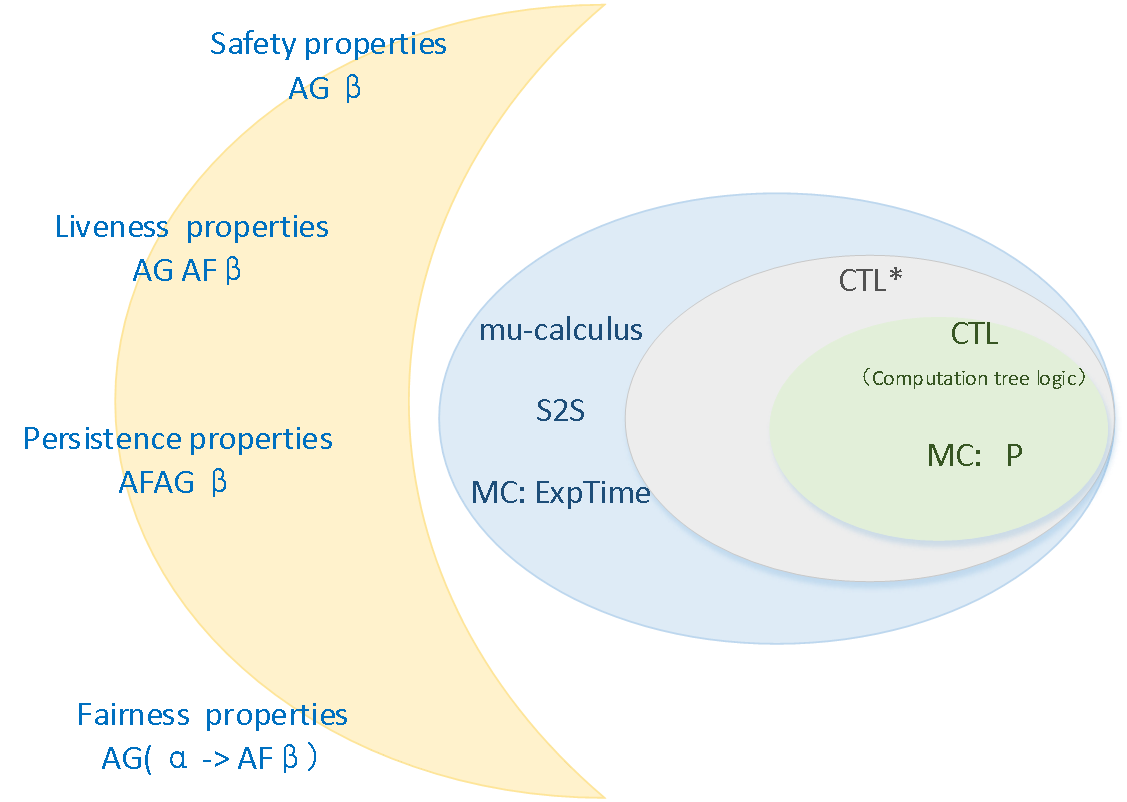 Safety properties
AG β
Liveness properties
AG AF β
Persistence properties
AFAG β
Fairness properties
AG( α -> AF β）
mu-calculus
S2S
MC: ExpTime
CTL*
CTL
（Computation tree logic）
MC: P